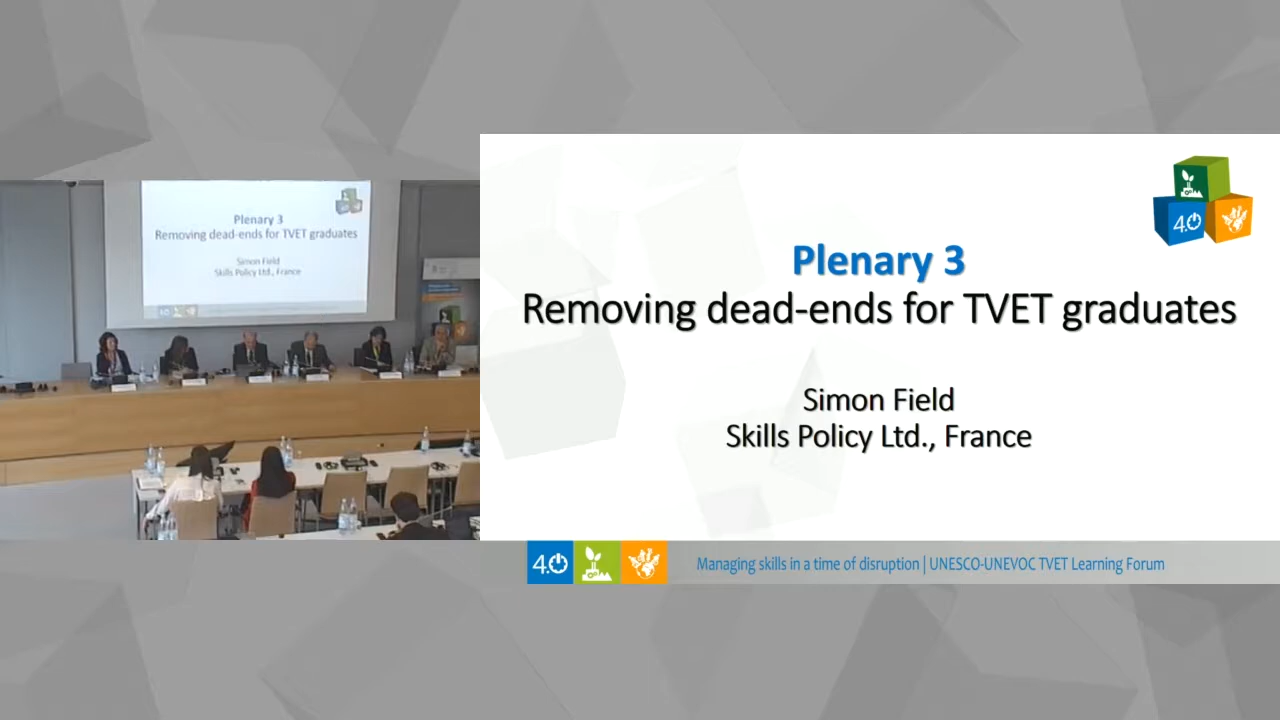 Plenary 3
Removing dead-ends for TVET graduates
Simon Field
Skills Policy Ltd., France
Plenary 3
Removing dead-ends for TVET graduates
Simon Field
Skills Policy Ltd., France
4.0
4.0
Managing skills in a time of disruption | UNESCO-UNEVOC TVET Learning Forum